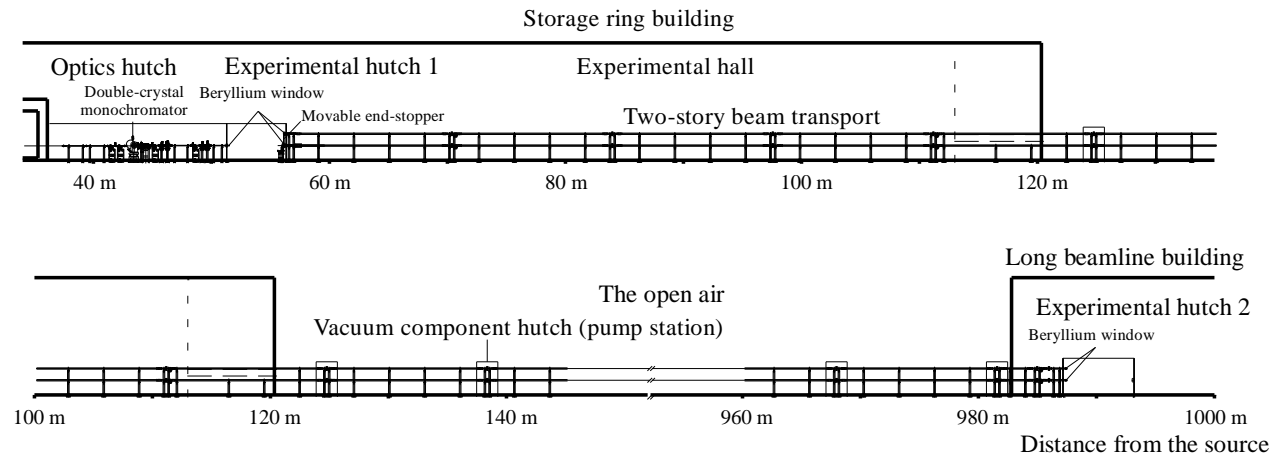 Storage ring building
Optics hutch
Experimental hutch 1
Experimental hall
Double-crystal
monochromator
Beryllium window
Movable end-stopper
Two-story beam transport
40 m
60 m
80 m
100 m
120 m
Long beamline building
The open air
Experimental hutch 2
Vacuum component hutch (pump station)
Beryllium window
100 m
120 m
140 m
960 m
980 m
1000 m
Distance from the source